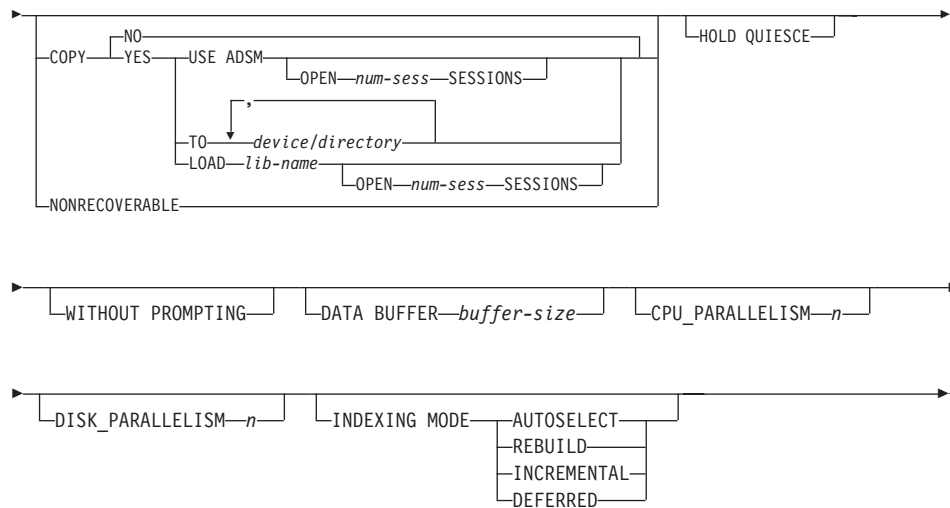 NO
HOLD QUIESCE
COPY YES USE ADSM
OPEN num-sess SESSIONS
,
TO device/directory
LOAD lib-name
OPEN num-sess SESSIONS
NONRECOVERABLE
WITHOUT PROMPTING DATA BUFFER buffer-size CPU_PARALLELISM n
DISK_PARALLELISM n INDEXING MODE AUTOSELECT
REBUILD
INCREMENTAL
DEFERRED